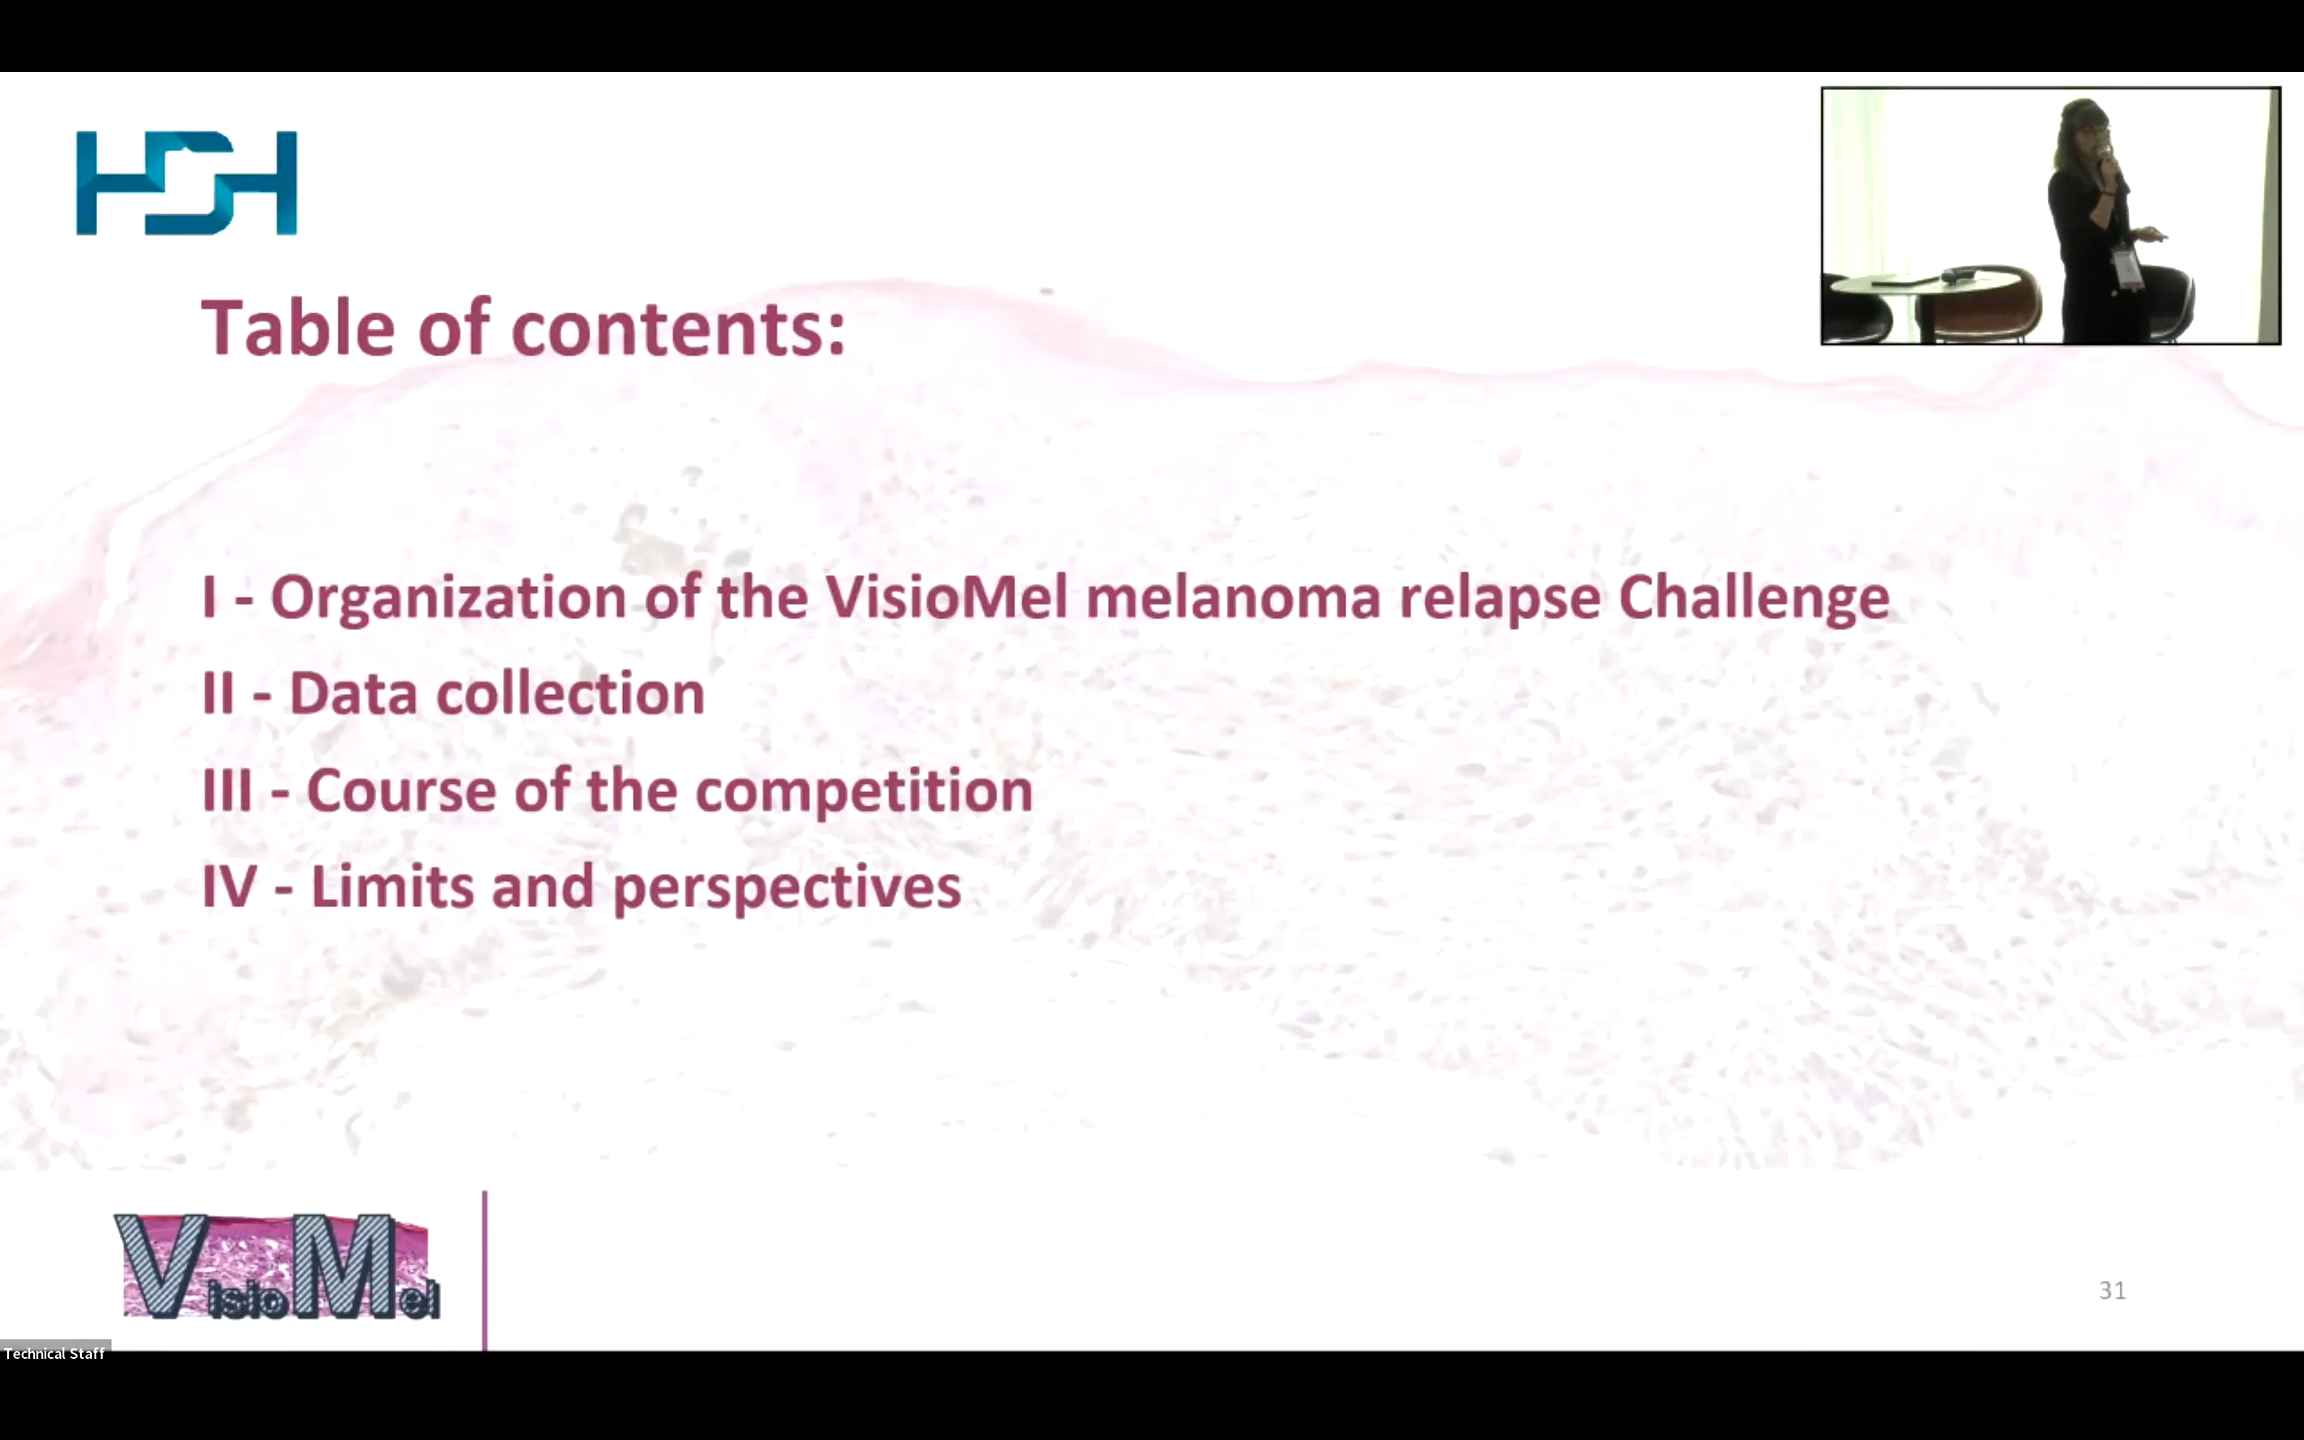 HDH
Table of contents:
I - Organization of the VisioMel melanoma relapse Challenge
II - Data collection
III - Course of the competition
IV - Limits and perspectives
VisioMel
31
Technical Staff